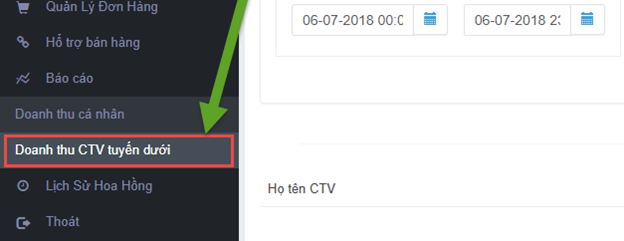 Quản Lý Đơn Hàng
Hỗ trợ bán hàng
Báo cáo
Doanh thu cá nhân
Doanh thu CTV tuyến dưới
Lịch Sử Hoa Hồng
Thoát
06-07-2018 00:0
06-07-2018 23
Họ tên CTV